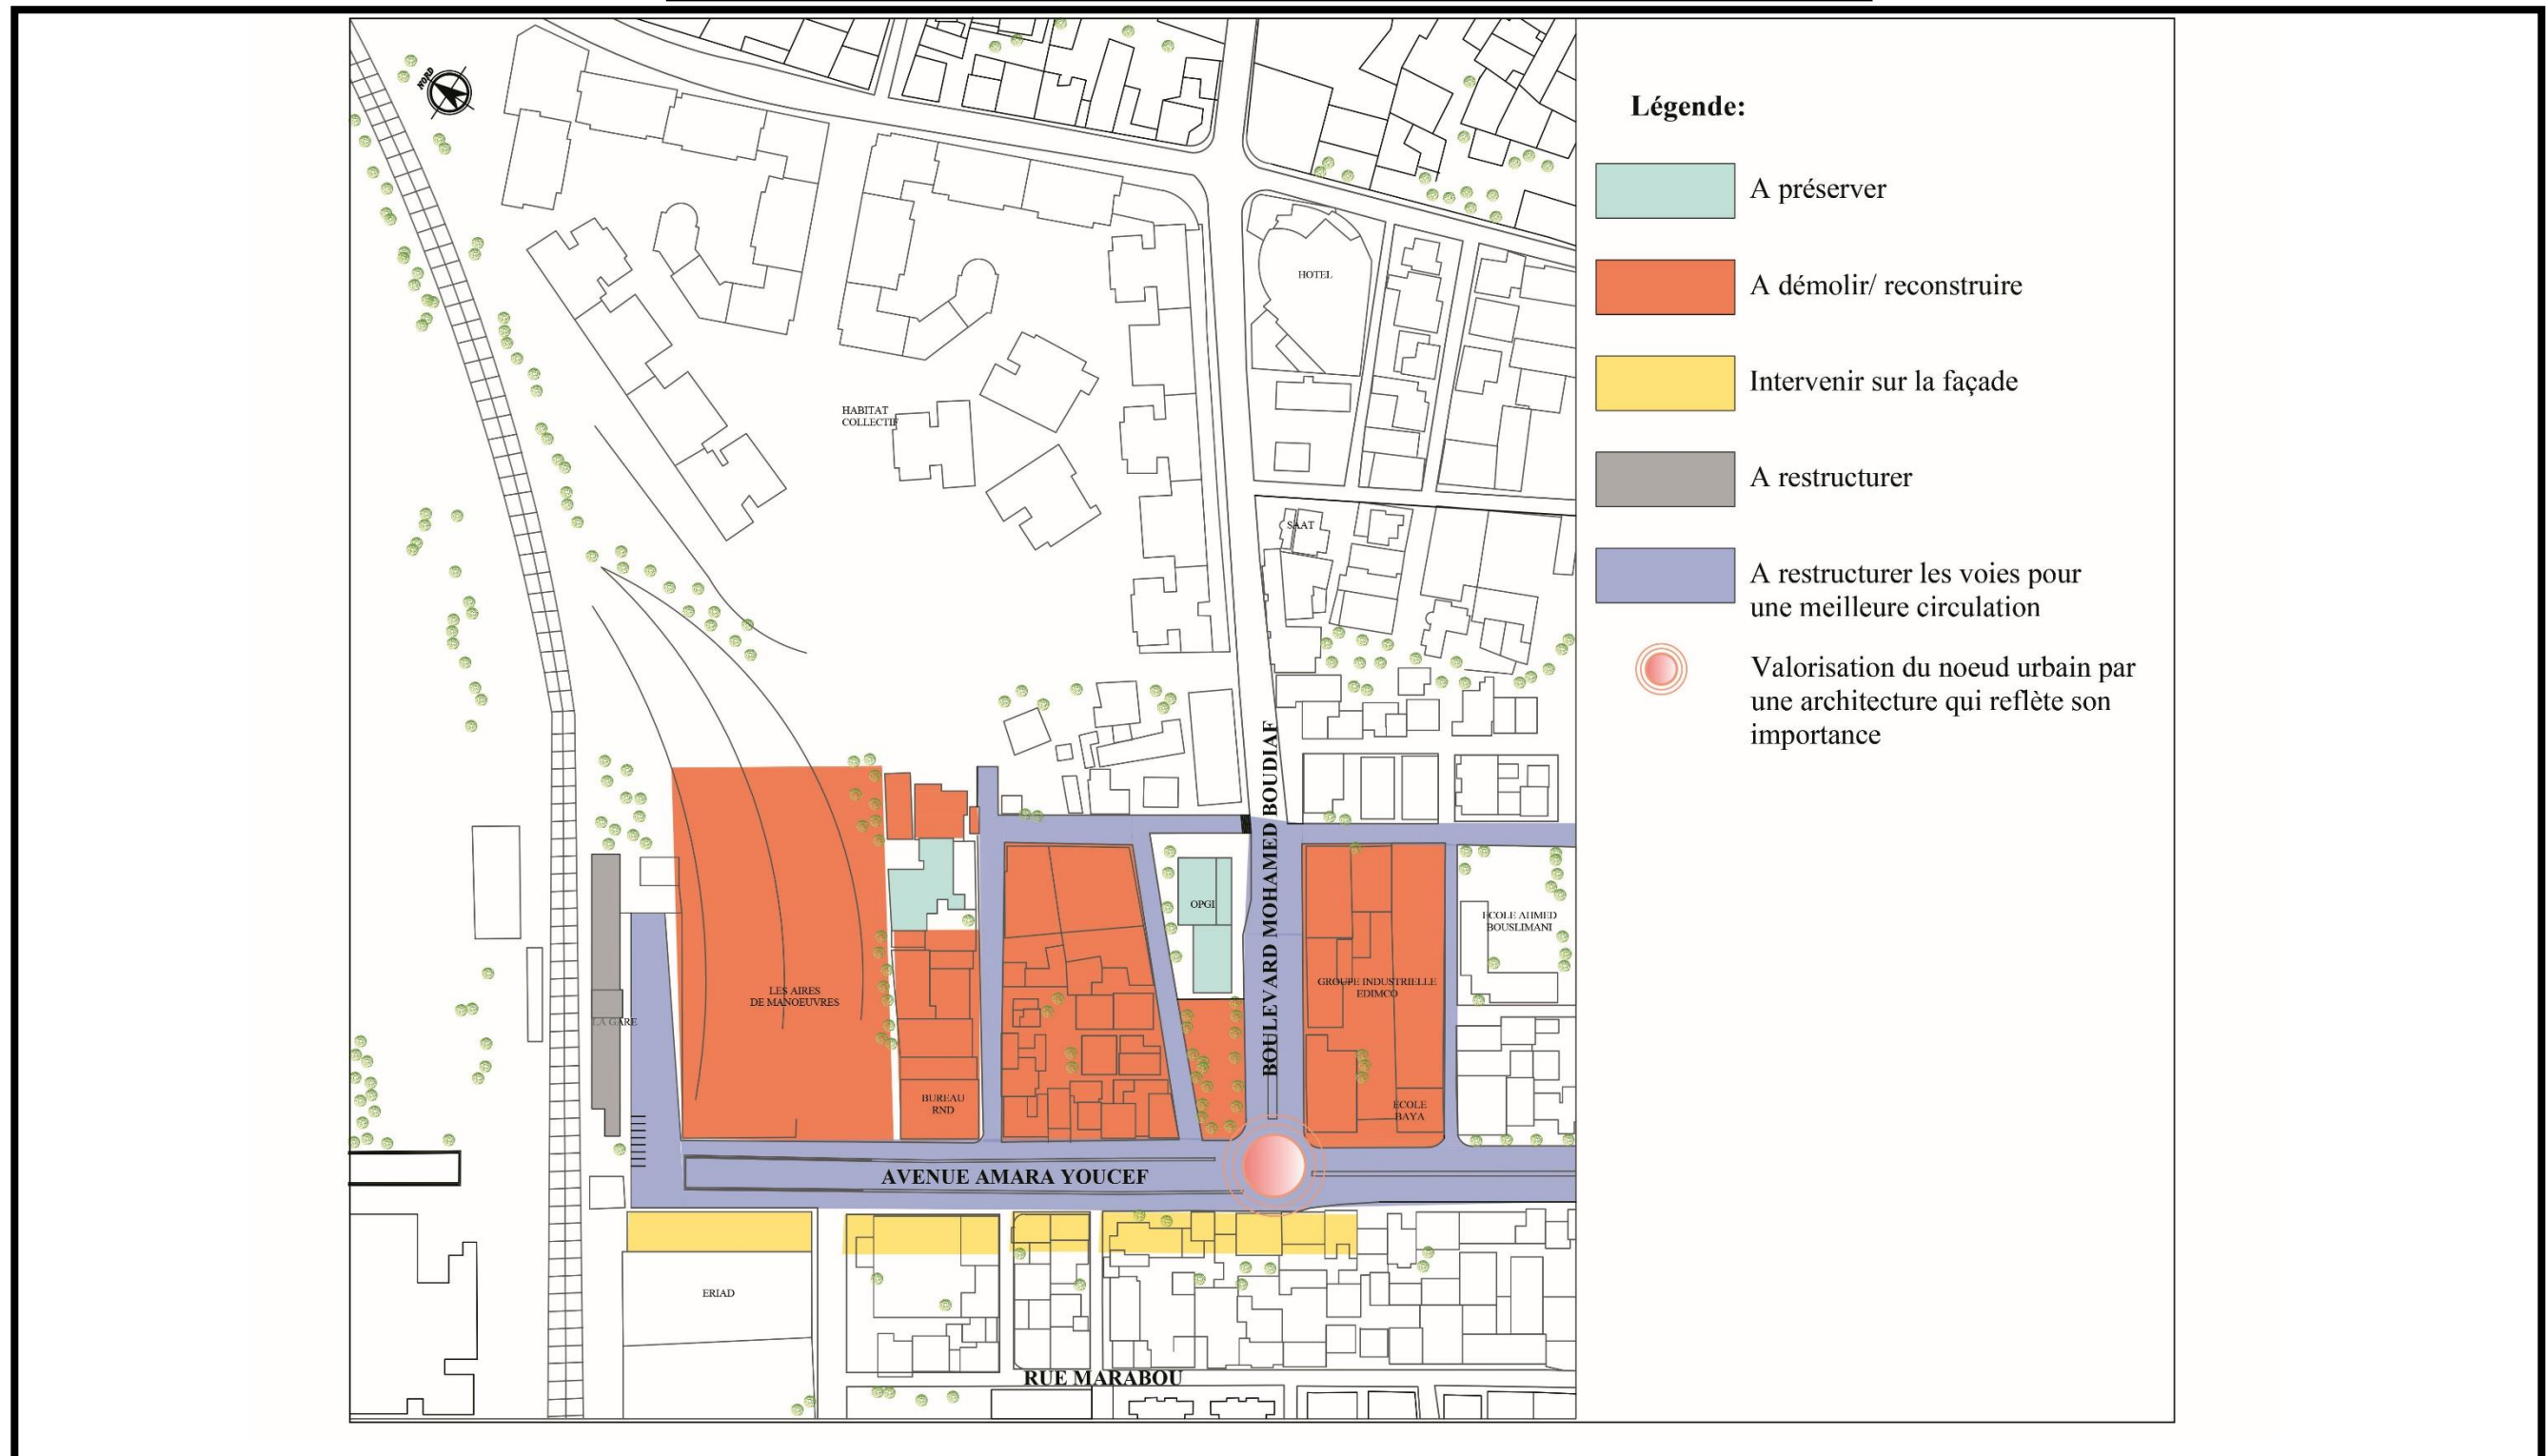 NORD
HOTEL
HABITAT
COLLECTIF
SAAT
BOULEVARD MOHAMED BOUDIAF
OPGI
ECOLE AHMED
BOUSLIMANI
LES AIRES
DE MANOEUVRES
GROUPE INDUSTRIELLE
EDIMCO
LA GARE
BUREAU
RND
ECOLE
BAYA
AVENUE AMARA YOUCEF
ERIAD
RUE MARABOU
Légende:
A préserver
A démolir/ reconstruire
Intervenir sur la façade
A restructurer
A restructurer les voies pour
une meilleure circulation
Valorisation du noeud urbain par
une architecture qui reflète son
importance